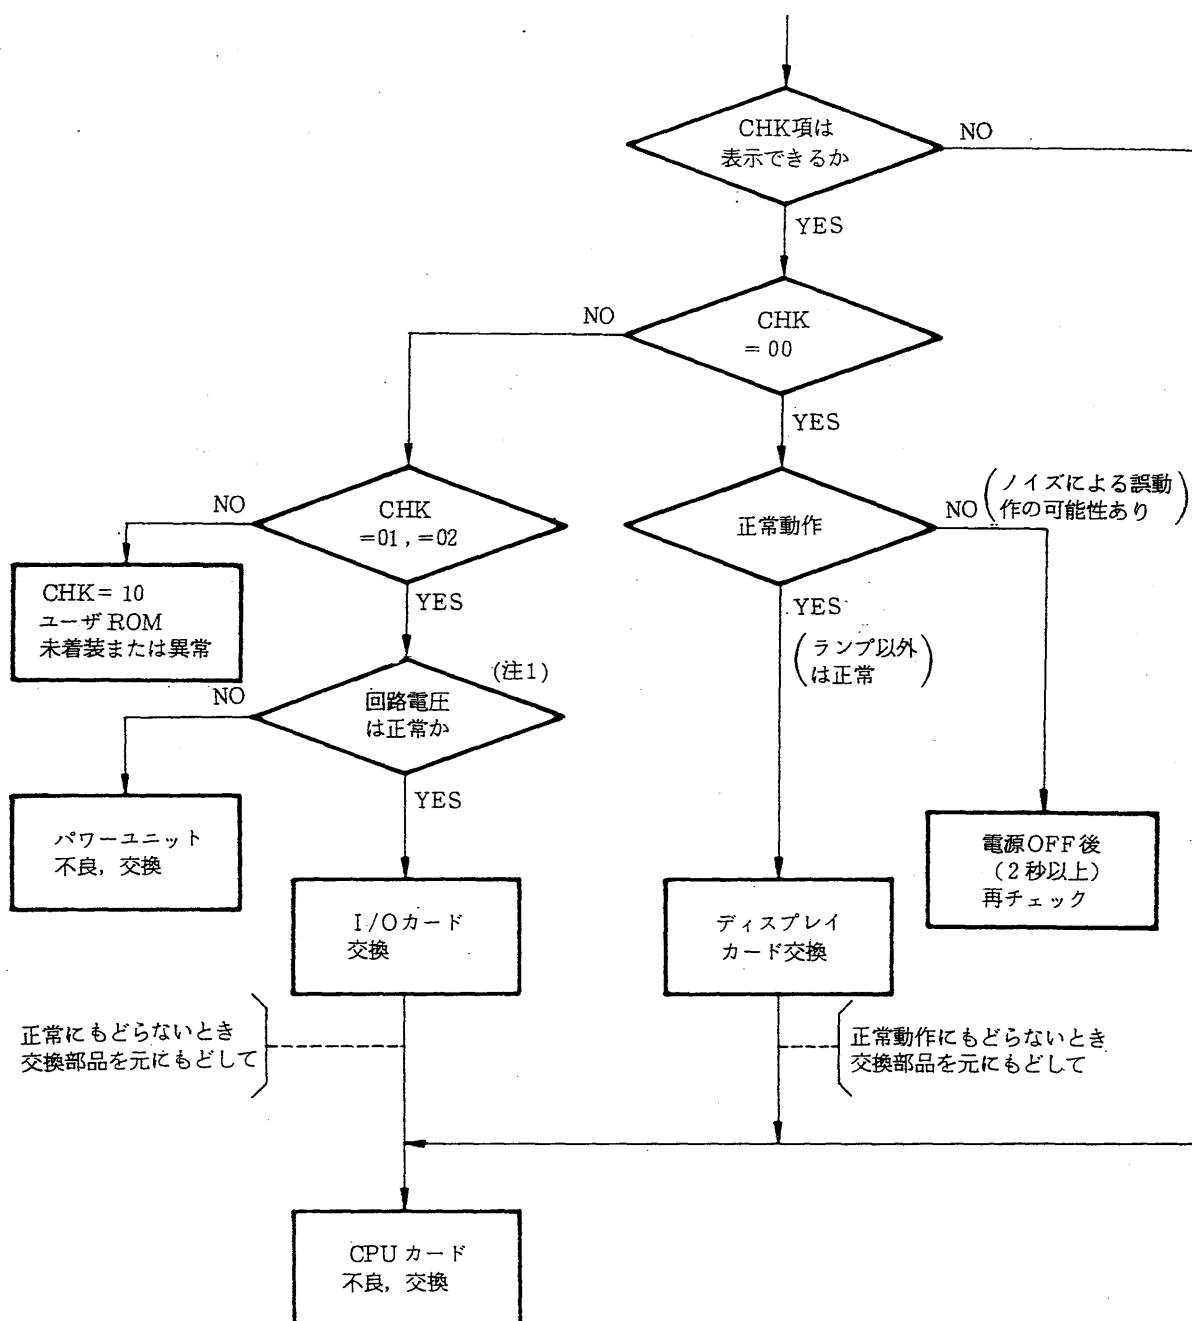 CHK項は
表示できるか
NO
YES
NO
CHK
=00
YES
NO
CHK
=01, =02
正常動作
NO
(ノイズによる誤動
作の可能性あり)
CHK=10
ユーザROM
未着装または異常
YES
YES
(ランプ以外
は正常)
NO
回路電圧
は正常か
(注1)
YES
パワーユニット
不良, 交換
電源OFF後
(2秒以上)
再チェック
I/Oカード
交換
ディスプレイ
カード交換
正常にもどらないとき
交換部品を元にもどして
正常動作にもどらないとき
交換部品を元にもどして
CPUカード
不良, 交換